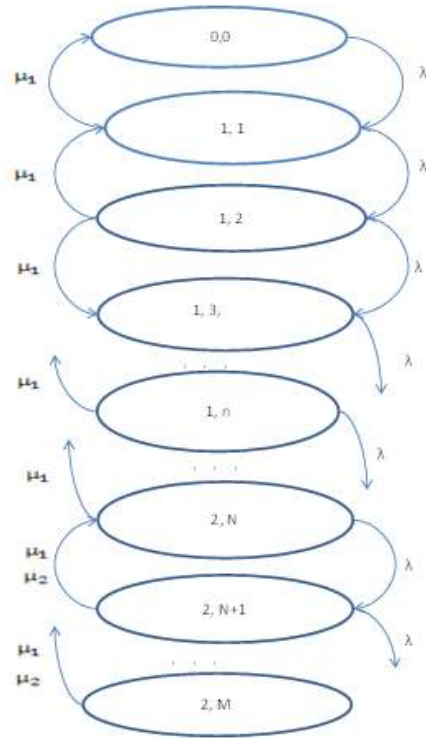 0,0
μ₁ λ
1, 1
μ₁ λ
1, 2
μ₁ λ
1, 3,
. . .
μ₁ λ
1, n
λ
. . .
μ₁
2, N
μ₁ λ
μ₂
2, N+1
λ
μ₁ . . .
μ₂
2, M